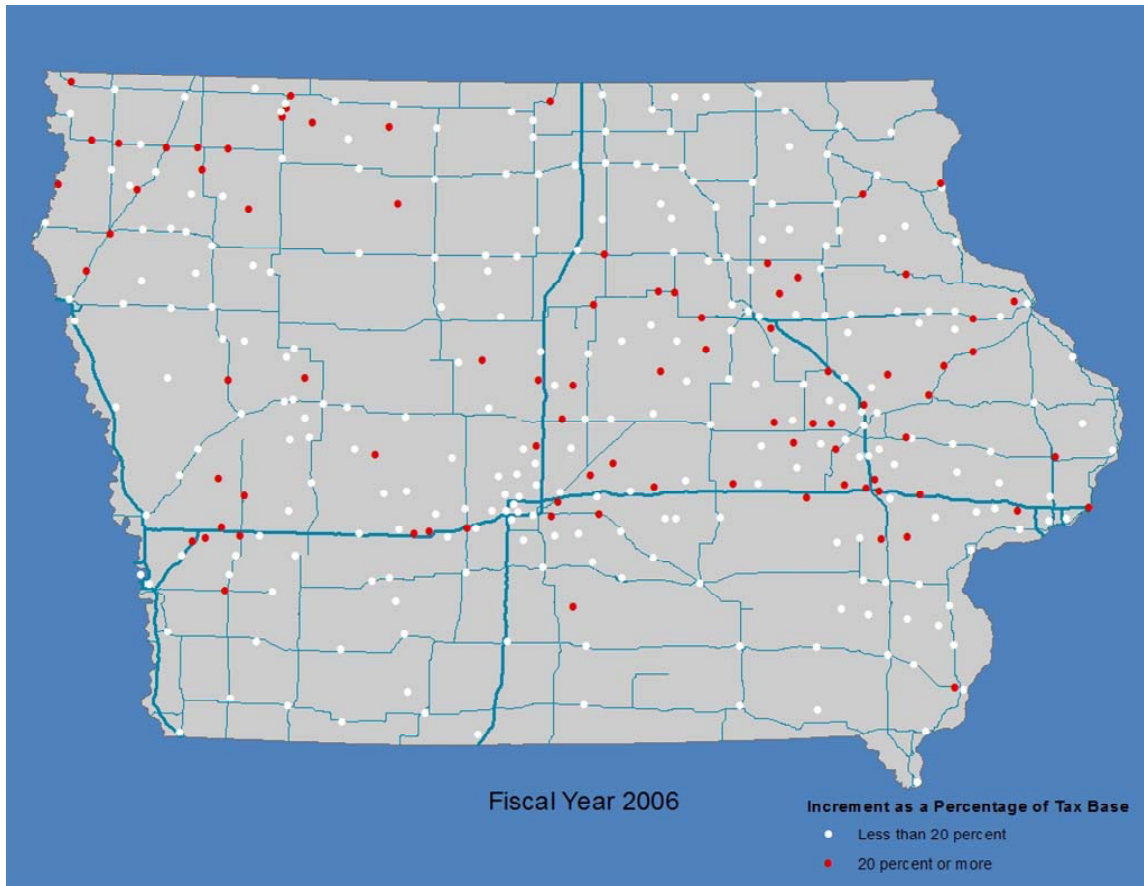 Fiscal Year 2006
Increment as a Percentage of Tax Base
Less than 20 percent
20 percent or more